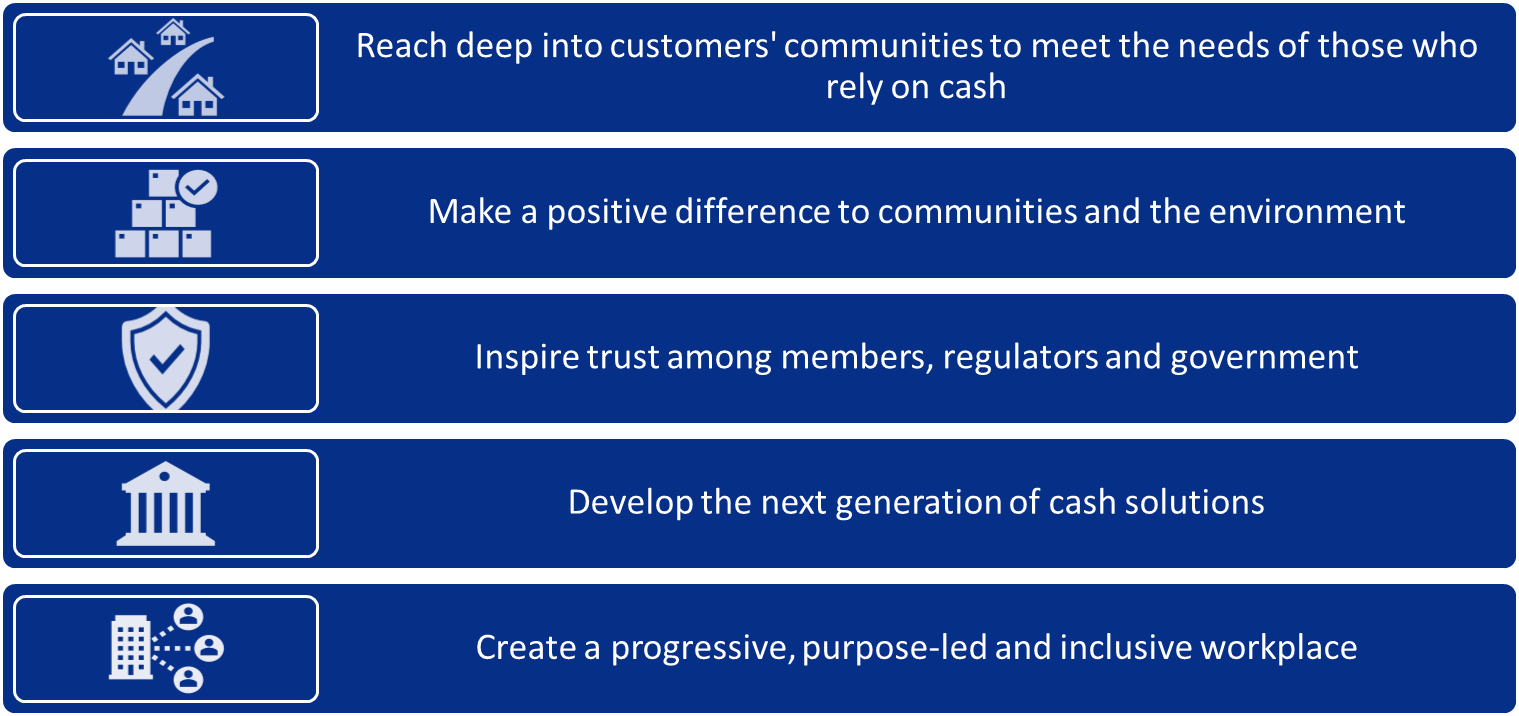 Reach deep into customers' communities to meet the needs of those who
rely on cash
Make a positive difference to communities and the environment
Inspire trust among members, regulators and government
Develop the next generation of cash solutions
Create a progressive, purpose-led and inclusive workplace